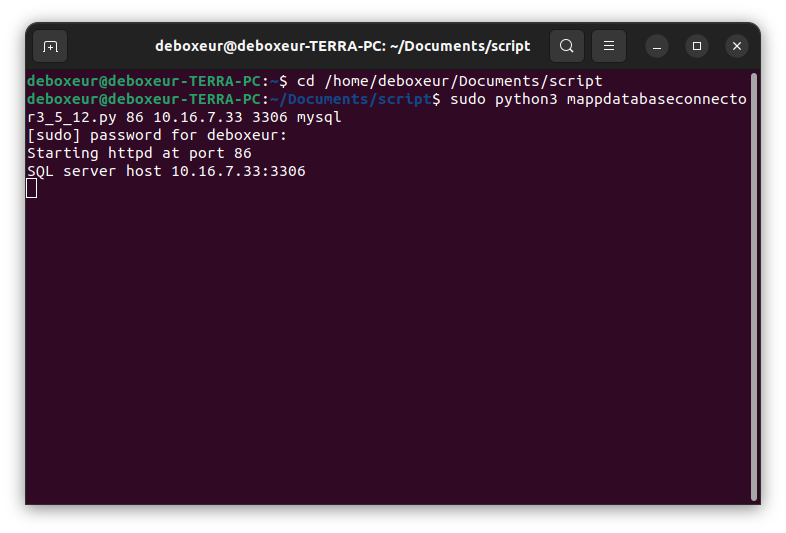 deboxeur@deboxeur-TERRA-PC: ~/Documents/script
deboxeur@deboxeur-TERRA-PC:~$ cd /home/deboxeur/Documents/script
deboxeur@deboxeur-TERRA-PC:~/Documents/script$ sudo python3 mappdatabaseconnecto
r3_5_12.py 86 10.16.7.33 3306 mysql
[sudo] password for deboxeur:
Starting httpd at port 86
SQL server host 10.16.7.33:3306